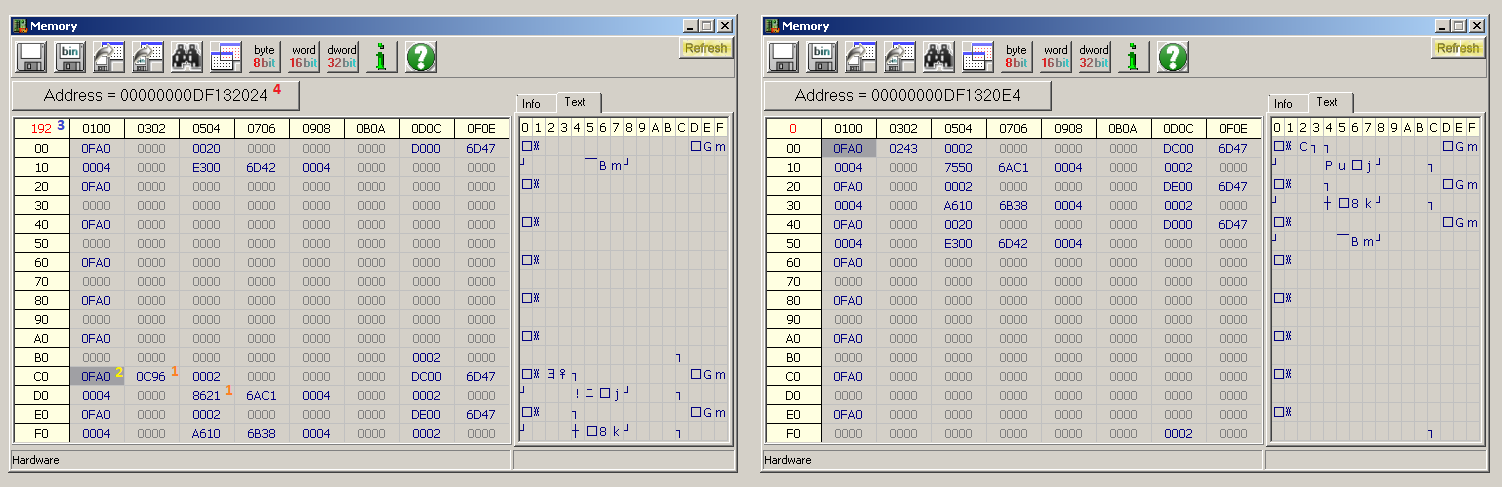 Memory
bin
byte 8bit
word 16bit
dword 32bit
i
?
Refresh
Address = 00000000DF132024 4
Info Text
192 3 0100 0302 0504 0706 0908 0B0A 0D0C 0F0E
0 1 2 3 4 5 6 7 8 9 A B C D E F
00 0FA0 0000 0020 0000 0000 0000 D000 6D47
10 0004 0000 E300 6D42 0004 0000 0000 0000
20 0FA0 0000 0000 0000 0000 0000 0000 0000
30 0000 0000 0000 0000 0000 0000 0000 0000
40 0FA0 0000 0000 0000 0000 0000 0000 0000
50 0000 0000 0000 0000 0000 0000 0000 0000
60 0FA0 0000 0000 0000 0000 0000 0000 0000
70 0000 0000 0000 0000 0000 0000 0000 0000
80 0FA0 0000 0000 0000 0000 0000 0000 0000
90 0000 0000 0000 0000 0000 0000 0000 0000
A0 0FA0 0000 0000 0000 0000 0000 0000 0000
B0 0000 0000 0000 0000 0000 0000 0002 0000
C0 0FA0 2 0C96 1 0002 0000 0000 0000 DC00 6D47
D0 0004 0000 8621 1 6AC1 0004 0000 0002 0000
E0 0FA0 0000 0002 0000 0000 0000 DE00 6D47
F0 0004 0000 A610 6B38 0004 0000 0002 0000
G m
B m
G m
! ニ j
G m
8 k
Hardware
Memory
bin
byte 8bit
word 16bit
dword 32bit
i
?
Refresh
Address = 00000000DF1320E4
Info Text
0 0100 0302 0504 0706 0908 0B0A 0D0C 0F0E
0 1 2 3 4 5 6 7 8 9 A B C D E F
00 0FA0 0243 0002 0000 0000 0000 DC00 6D47
10 0004 0000 7550 6AC1 0004 0000 0002 0000
20 0FA0 0000 0002 0000 0000 0000 DE00 6D47
30 0004 0000 A610 6B38 0004 0000 0002 0000
40 0FA0 0000 0020 0000 0000 0000 D000 6D47
50 0004 0000 E300 6D42 0004 0000 0000 0000
60 0FA0 0000 0000 0000 0000 0000 0000 0000
70 0000 0000 0000 0000 0000 0000 0000 0000
80 0FA0 0000 0000 0000 0000 0000 0000 0000
90 0000 0000 0000 0000 0000 0000 0000 0000
A0 0FA0 0000 0000 0000 0000 0000 0000 0000
B0 0000 0000 0000 0000 0000 0000 0000 0000
C0 0FA0 0000 0000 0000 0000 0000 0000 0000
D0 0000 0000 0000 0000 0000 0000 0000 0000
E0 0FA0 0000 0000 0000 0000 0000 0000 0000
F0 0000 0000 0000 0000 0000 0000 0002 0000
C G m
P u j
G m
8 k
G m
B m
Hardware